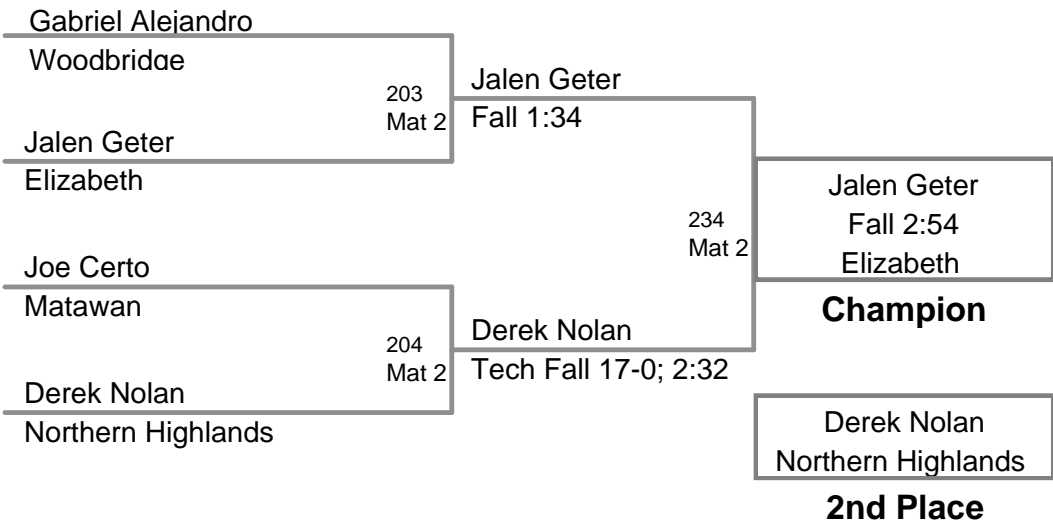 Gabriel Alejandro
Woodbridge
203
Mat 2
Jalen Geter
Fall 1:34
Jalen Geter
Elizabeth
234
Mat 2
Jalen Geter
Fall 2:54
Elizabeth
Champion
Joe Certo
Matawan
204
Mat 2
Derek Nolan
Tech Fall 17-0; 2:32
Derek Nolan
Northern Highlands
Derek Nolan
Northern Highlands
2nd Place